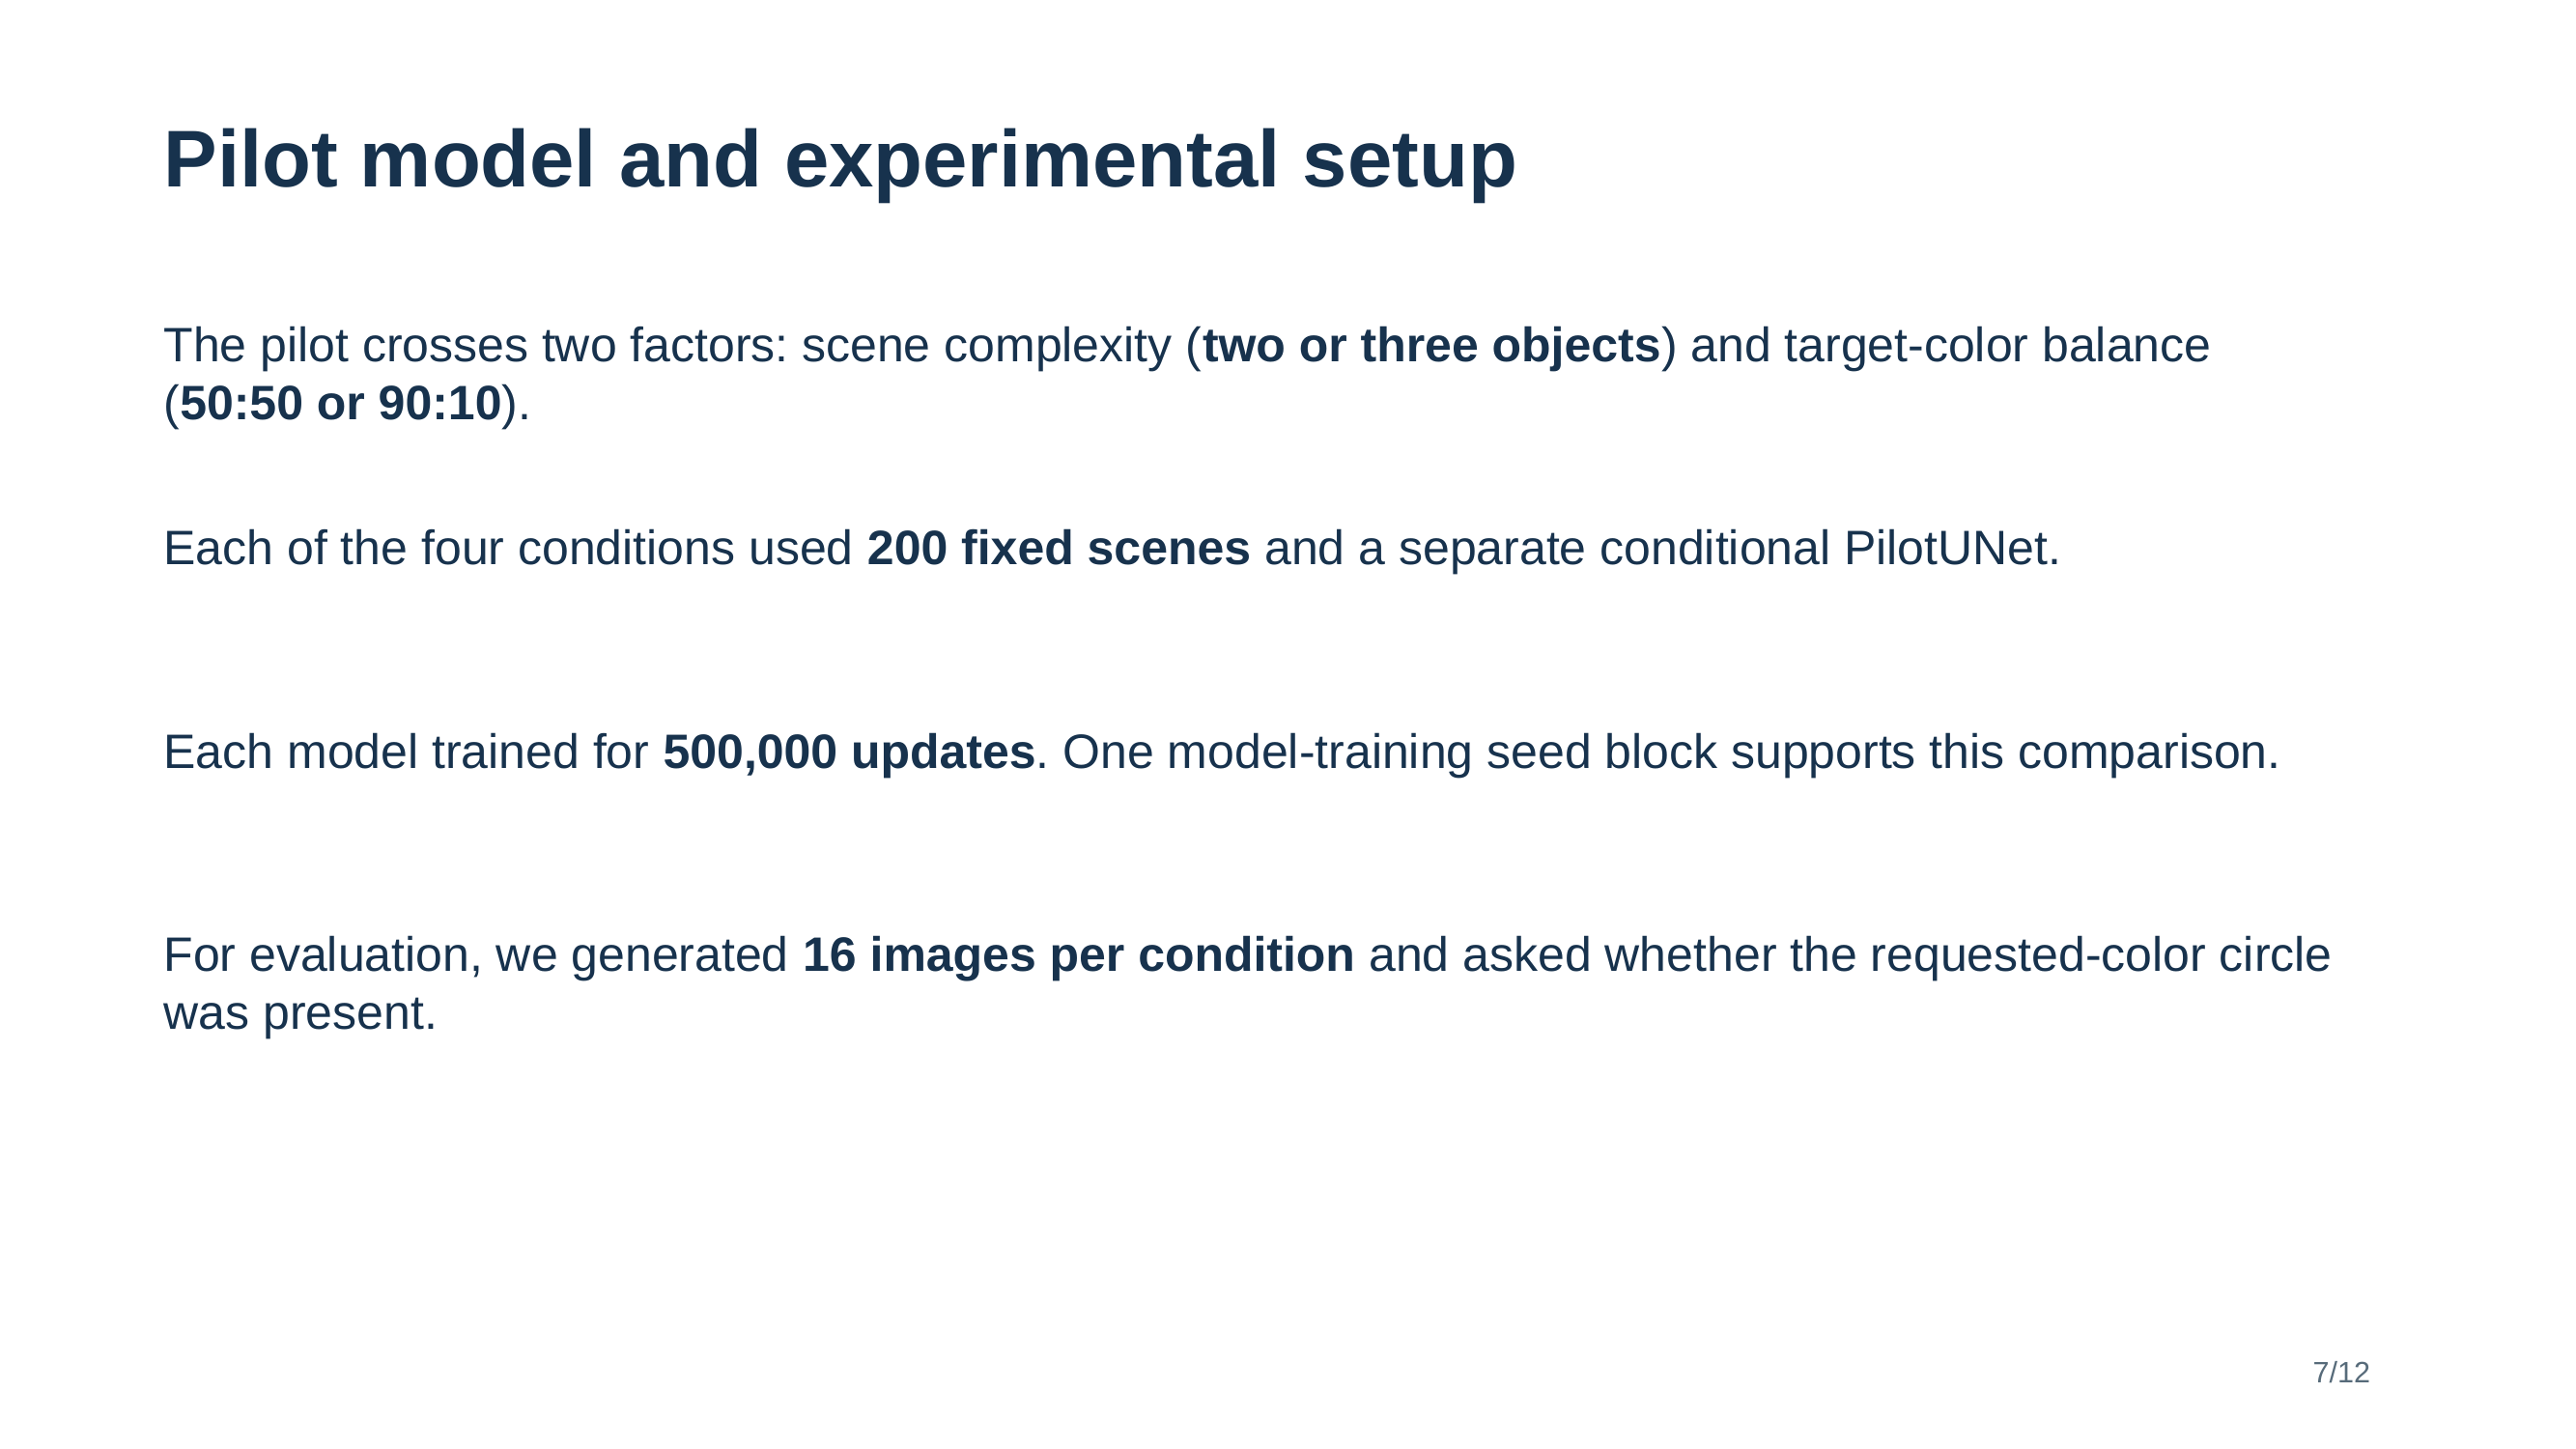 Pilot model and experimental setup
The pilot crosses two factors: scene complexity (two or three objects) and target-color balance
(50:50 or 90:10).
Each of the four conditions used 200 fixed scenes and a separate conditional PilotUNet.
Each model trained for 500,000 updates. One model-training seed block supports this comparison.
For evaluation, we generated 16 images per condition and asked whether the requested-color circle
was present.
7/12